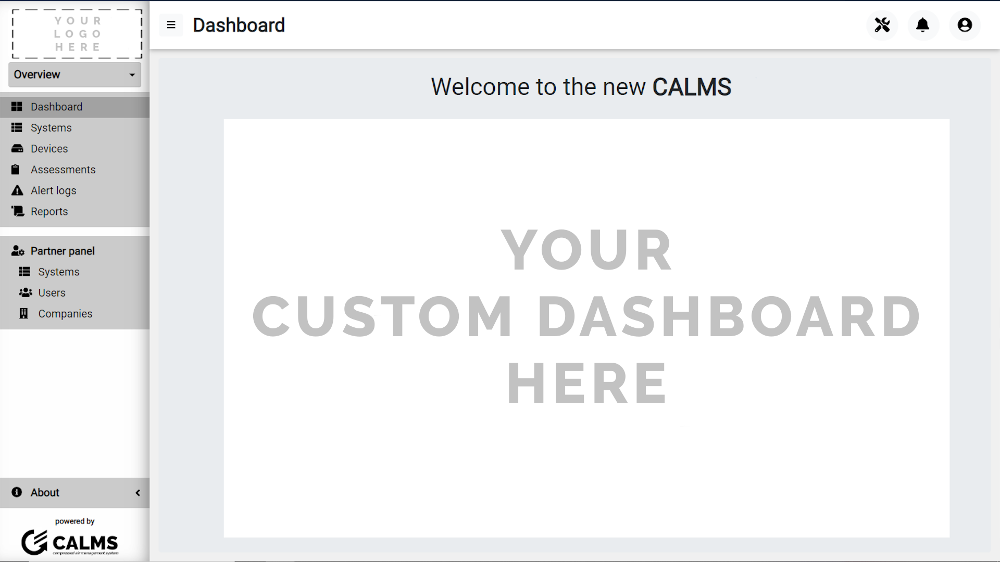 YOUR
LOGO
HERE
Overview
Dashboard
Systems
Devices
Assessments
Alert logs
Reports
Partner panel
Systems
Users
Companies
About
powered by
CALMS
compressed air management system
Dashboard
Welcome to the new CALMS
YOUR
CUSTOM DASHBOARD
HERE